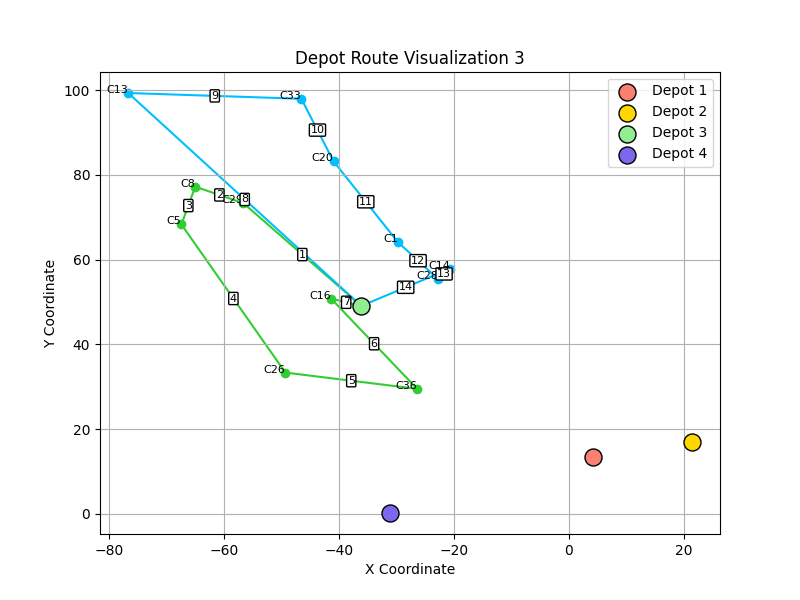 Depot Route Visualization 3
Depot 1
Depot 2
Depot 3
Depot 4
Y Coordinate
100
80
60
40
20
0
C13
9
C33
10
C20
C8
2
8
3
11
C5
C1
1
12
C14
13
14
C16
7
4
6
C26
5
C36
−80
−60
−40
−20
0
20
X Coordinate